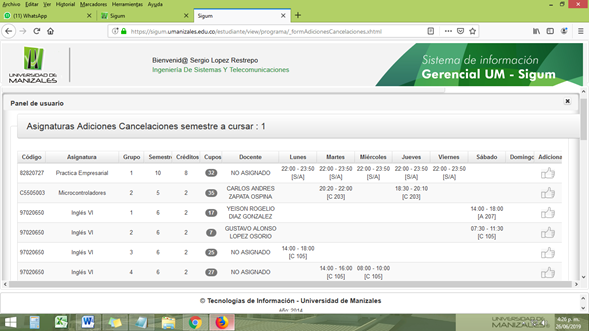 Archivo Editar Ver Historial Marcadores Herramientas Ayuda
(11) WhatsApp Sigum Sigum
https://sigum.umanizales.edu.co/estudiante/view/programa/_formAdicionesCancelaciones.xhtml
UNIVERSIDAD DE
MANIZALES
Bienvenid@ Sergio Lopez Restrepo
Ingeniería De Sistemas Y Telecomunicaciones
Sistema de información
Gerencial UM - Sigum
Panel de usuario
Asignaturas Adiciones Cancelaciones semestre a cursar : 1
Código Asignatura Grupo Semestre Créditos Cupos Docente Lunes Martes Miércoles Jueves Viernes Sábado Domingo Adiciona
82820727 Practica Empresarial 1 10 8 32 NO ASIGNADO 22:00 - 23:50 22:00 - 23:50 22:00 - 23:50 22:00 - 23:50 22:00 - 23:50
[S/A] [S/A] [S/A] [S/A] [S/A]
C5505003 Microcontroladores 2 5 2 35 CARLOS ANDRES ZAPATA OSPINA 20:20 - 22:00 18:30 - 20:10
[C 203] [C 203]
97020650 Inglés VI 1 6 2 17 YEISON ROGELIO DIAZ GONZALEZ 14:00 - 18:00
[A 207]
97020650 Inglés VI 2 6 2 7 GUSTAVO ALONSO LOPEZ OSORIO 07:30 - 11:30
[C 105]
97020650 Inglés VI 3 6 2 25 NO ASIGNADO 14:00 - 18:00
[C 105]
97020650 Inglés VI 4 6 2 27 NO ASIGNADO 14:00 - 16:00 08:00 - 10:00
[C 105] [C 105]
© Tecnologías de Información - Universidad de Manizales
Año: 2014
UNIVERSIDAD DE
MANIZALES
4:26 p. m.
26/06/2019